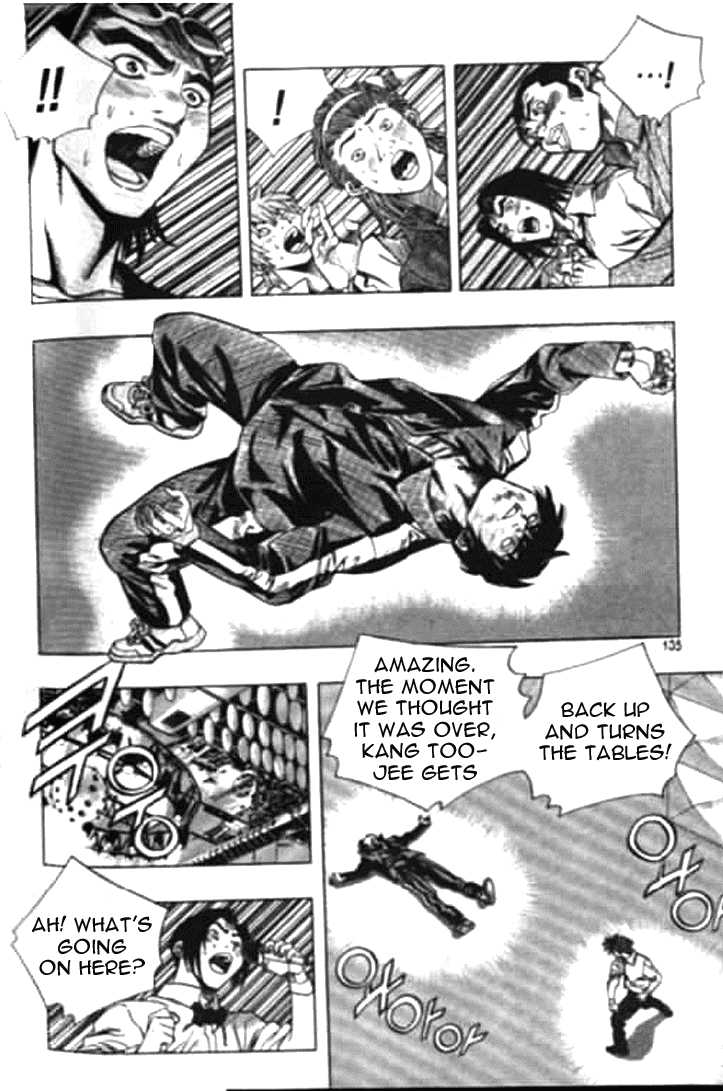 !!
!
...!
135
AH! WHAT'S
GOING
ON HERE?
AMAZING.
THE MOMENT
WE THOUGHT
IT WAS OVER,
KANG TOO-
JEE GETS
BACK UP
AND TURNS
THE TABLES!